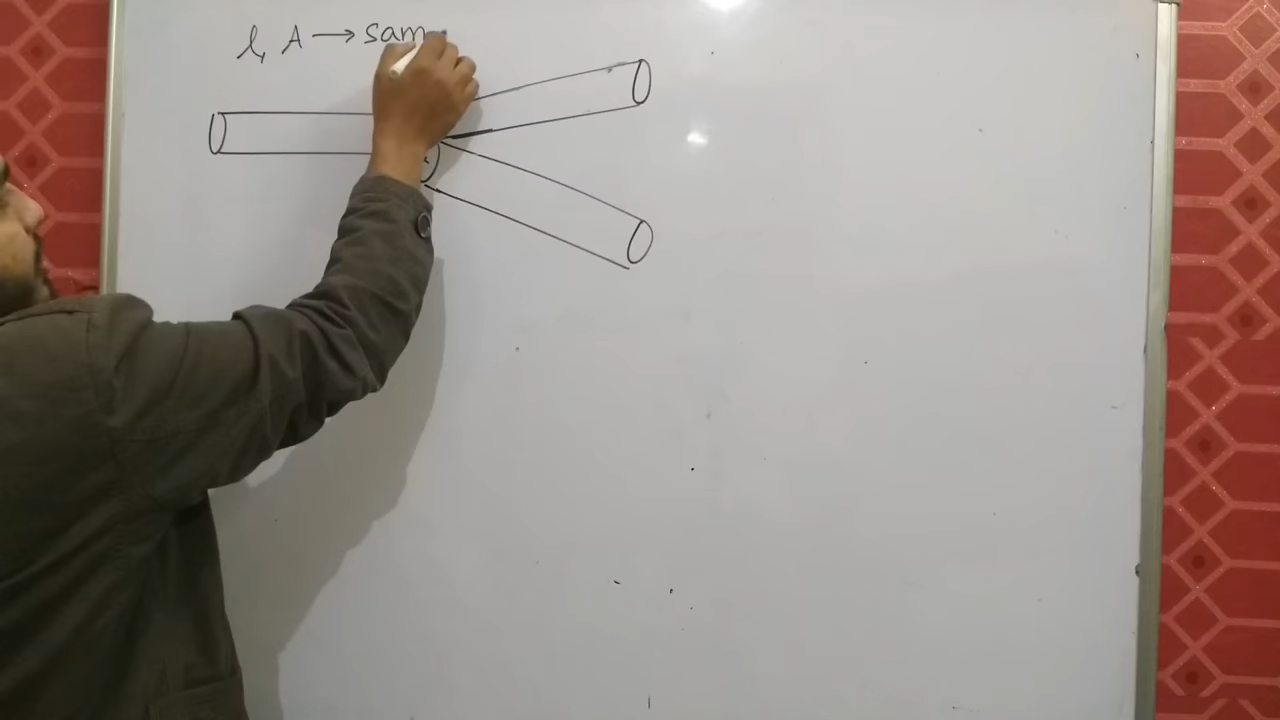 l, A → sam